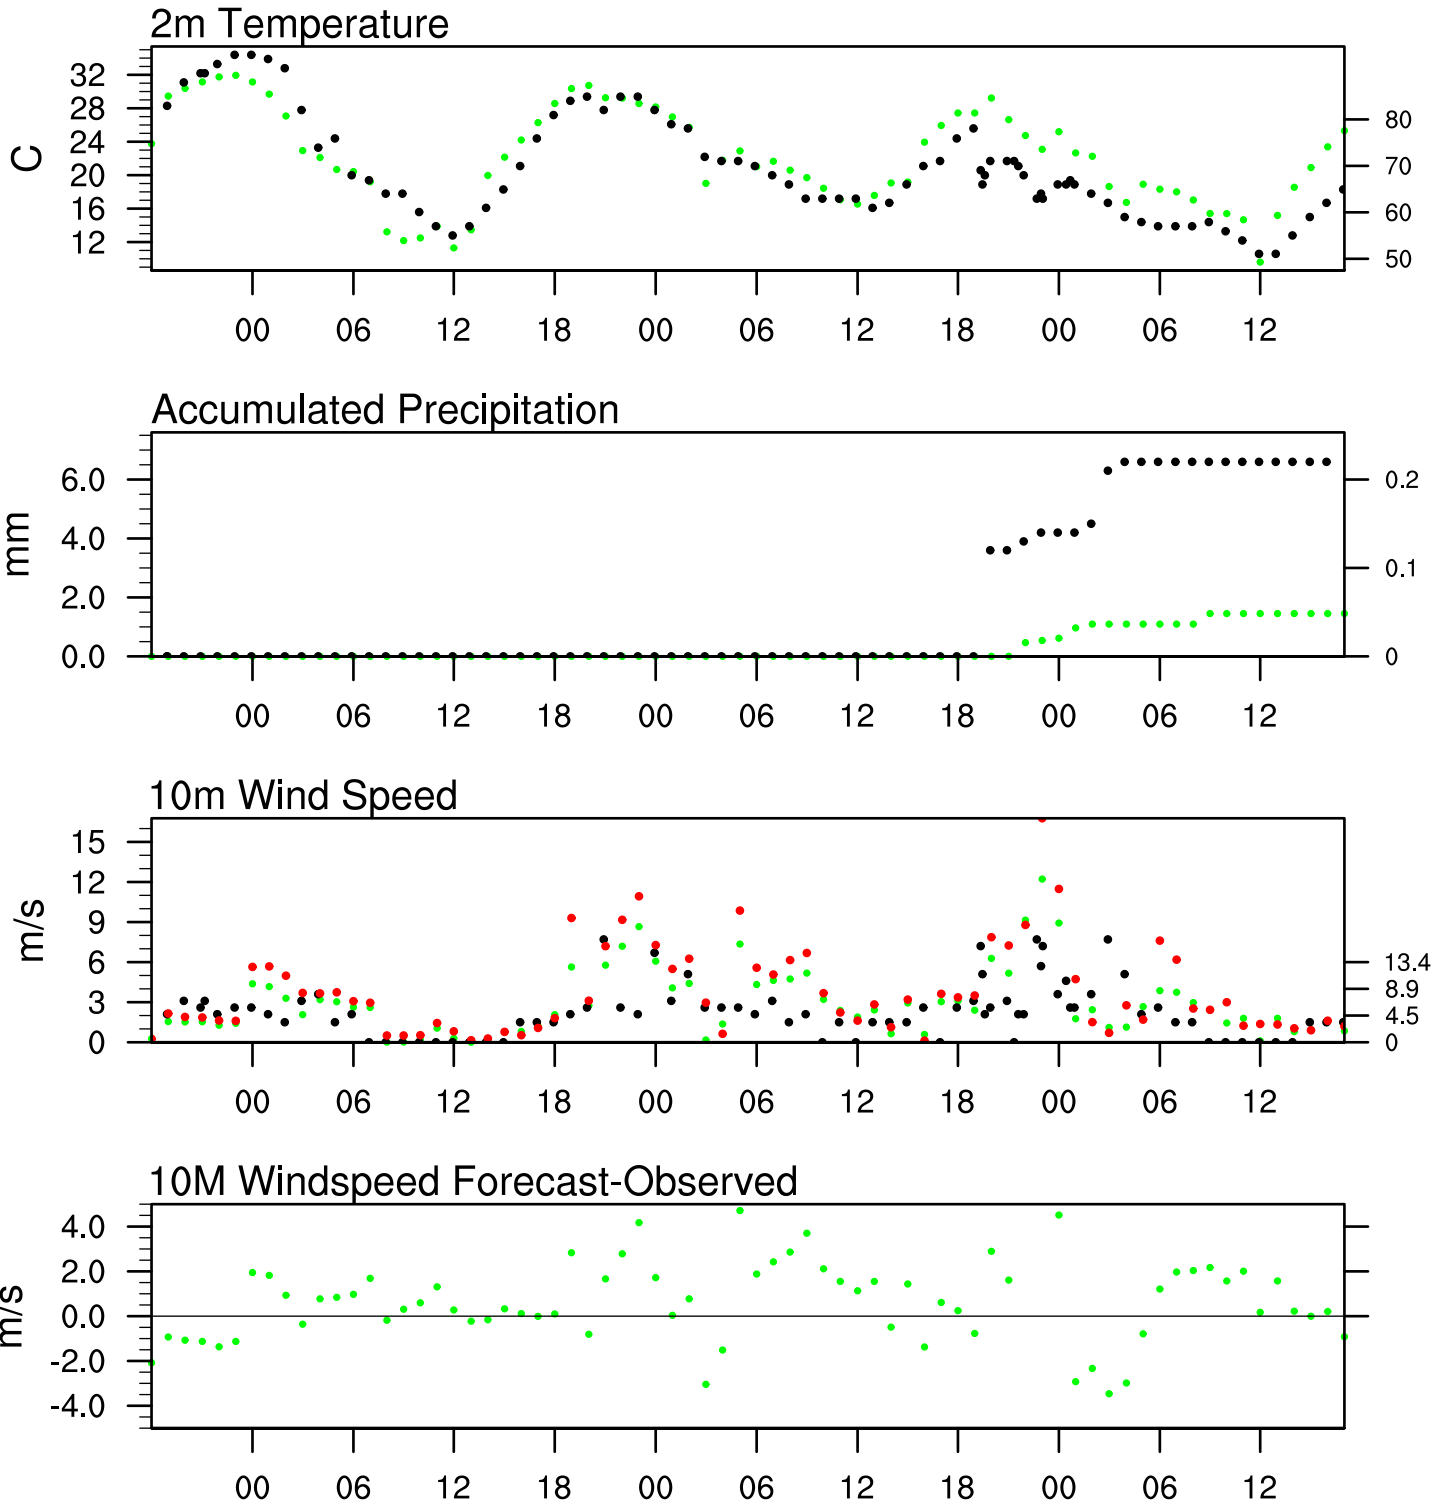 2m Temperature
C
32
28
24
20
16
12
80
70
60
50
00 06 12 18 00 06 12 18 00 06 12
Accumulated Precipitation
mm
6.0
4.0
2.0
0.0
0.2
0.1
0
00 06 12 18 00 06 12 18 00 06 12
10m Wind Speed
m/s
15
12
9
6
3
0
13.4
8.9
4.5
0
00 06 12 18 00 06 12 18 00 06 12
10M Windspeed Forecast-Observed
m/s
4.0
2.0
0.0
-2.0
-4.0
00 06 12 18 00 06 12 18 00 06 12